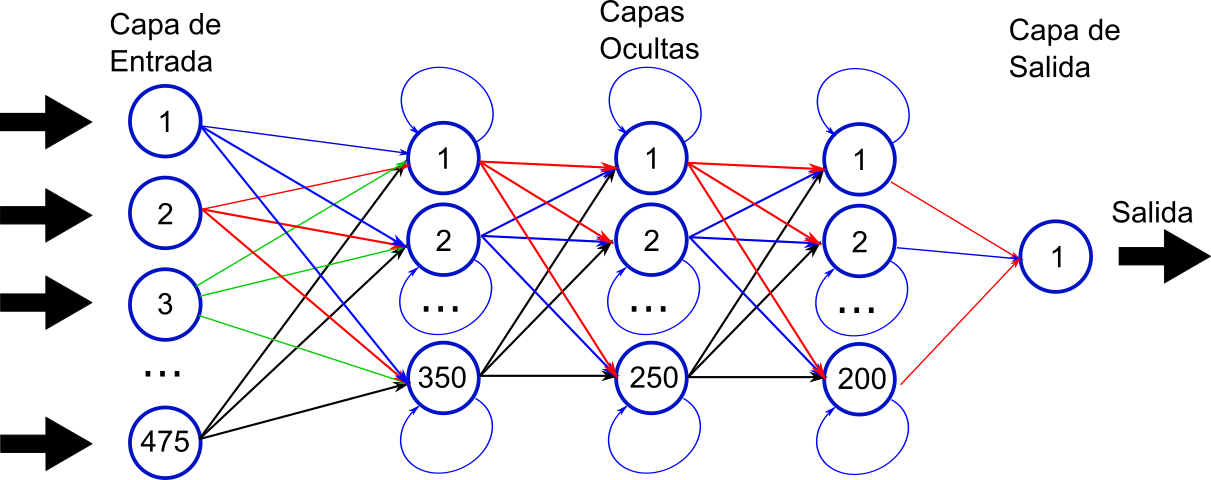 Capa de
Entrada
1
2
3
...
475
Capas
Ocultas
1
2
...
350
1
2
...
250
1
2
...
200
Capa de
Salida
1
Salida